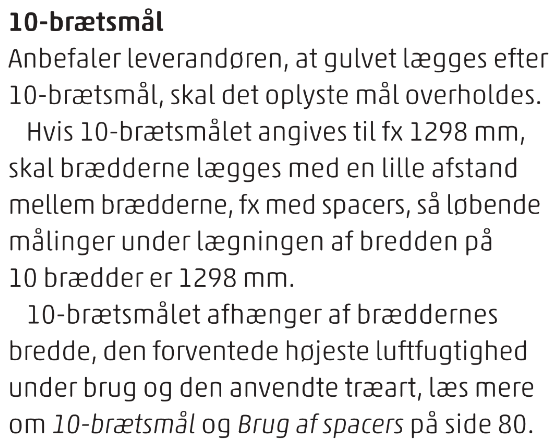 10-brætsmål
Anbefaler leverandøren, at gulvet lægges efter
10-brætsmål, skal det oplyste mål overholdes.
Hvis 10-brætsmålet angives til fx 1298 mm,
skal brædderne lægges med en lille afstand
mellem brædderne, fx med spacers, så løbende
målinger under lægningen af bredden på
10 brædder er 1298 mm.
10-brætsmålet afhænger af bræddernes
bredde, den forventede højeste luftfugtighed
under brug og den anvendte træart, læs mere
om 10-brætsmål og Brug af spacers på side 80.